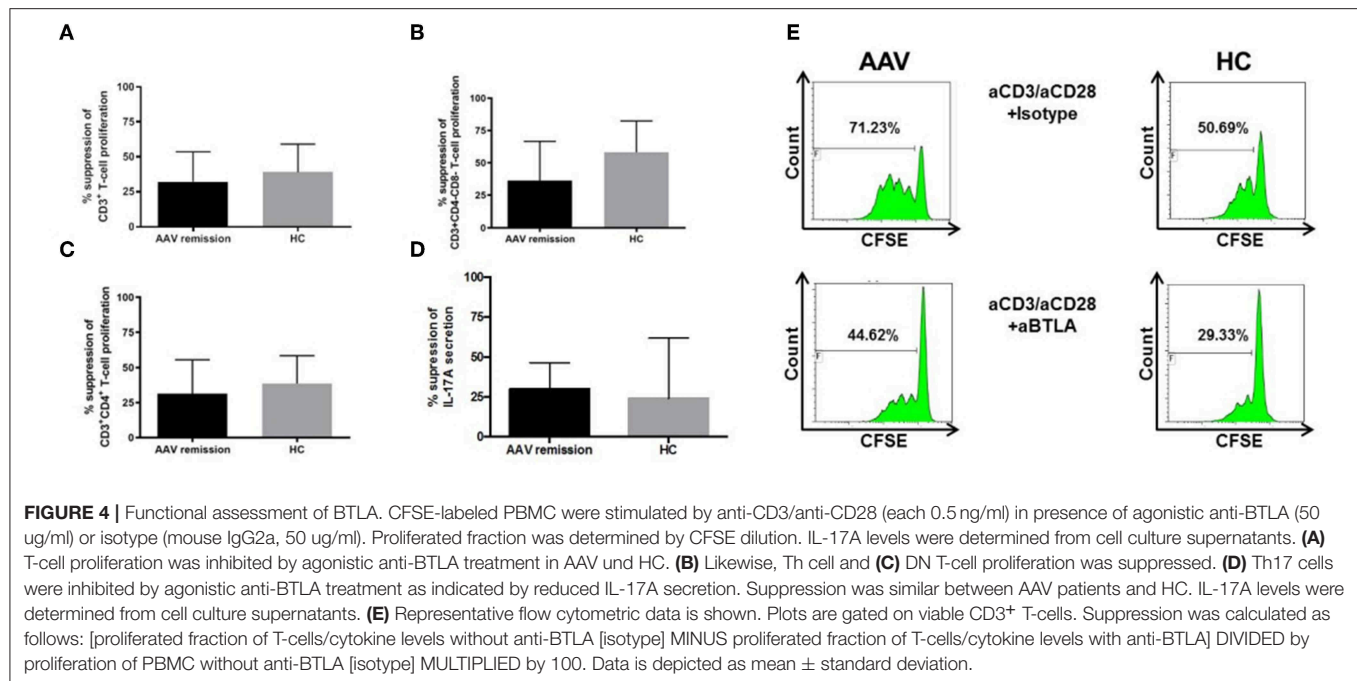 A
% suppression of
CD3+ T-cell proliferation
100
75
50
25
0
AAV remission
HC
B
% suppression of
CD3+CD4-CD8- T-cell proliferation
100
75
50
25
0
AAV remission
HC
C
% suppression of
CD3+CD4+ T-cell proliferation
100
75
50
25
0
AAV remission
HC
D
% supression of
IL-17A secretion
100
75
50
25
0
AAV remission
HC
E
AAV
HC
Count
71.23%
F
CFSE
aCD3/aCD28
+Isotype
Count
50.69%
F
CFSE
Count
44.62%
F
CFSE
aCD3/aCD28
+aBTLA
Count
29.33%
F
CFSE
FIGURE 4 | Functional assessment of BTLA. CFSE-labeled PBMC were stimulated by anti-CD3/anti-CD28 (each 0.5 ng/ml) in presence of agonistic anti-BTLA (50
ug/ml) or isotype (mouse IgG2a, 50 ug/ml). Proliferated fraction was determined by CFSE dilution. IL-17A levels were determined from cell culture supernatants. (A)
T-cell proliferation was inhibited by agonistic anti-BTLA treatment in AAV und HC. (B) Likewise, Th cell and (C) DN T-cell proliferation was suppressed. (D) Th17 cells
were inhibited by agonistic anti-BTLA treatment as indicated by reduced IL-17A secretion. Suppression was similar between AAV patients and HC. IL-17A levels were
determined from cell culture supernatants. (E) Representative flow cytometric data is shown. Plots are gated on viable CD3+ T-cells. Suppression was calculated as
follows: [proliferated fraction of T-cells/cytokine levels without anti-BTLA [isotype] MINUS proliferated fraction of T-cells/cytokine levels with anti-BTLA] DIVIDED by
proliferation of PBMC without anti-BTLA [isotype] MULTIPLIED by 100. Data is depicted as mean ± standard deviation.